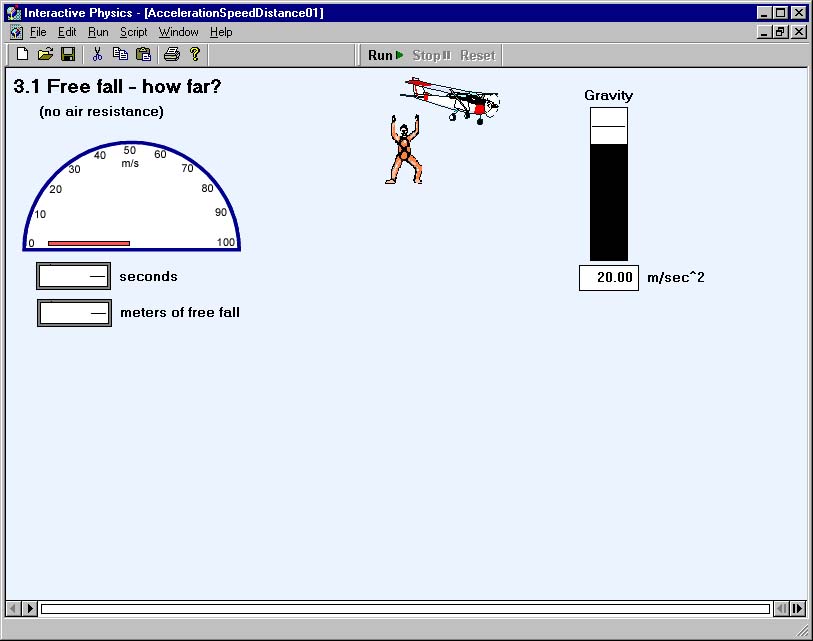 Interactive Physics - [AccelerationSpeedDistance01]
File Edit Run Script Window Help
Run Stop Reset
3.1 Free fall - how far?
(no air resistance)
Gravity
50
40 60
m/s
30 70
20 80
10 90
0 100
seconds
20.00 m/sec^2
meters of free fall